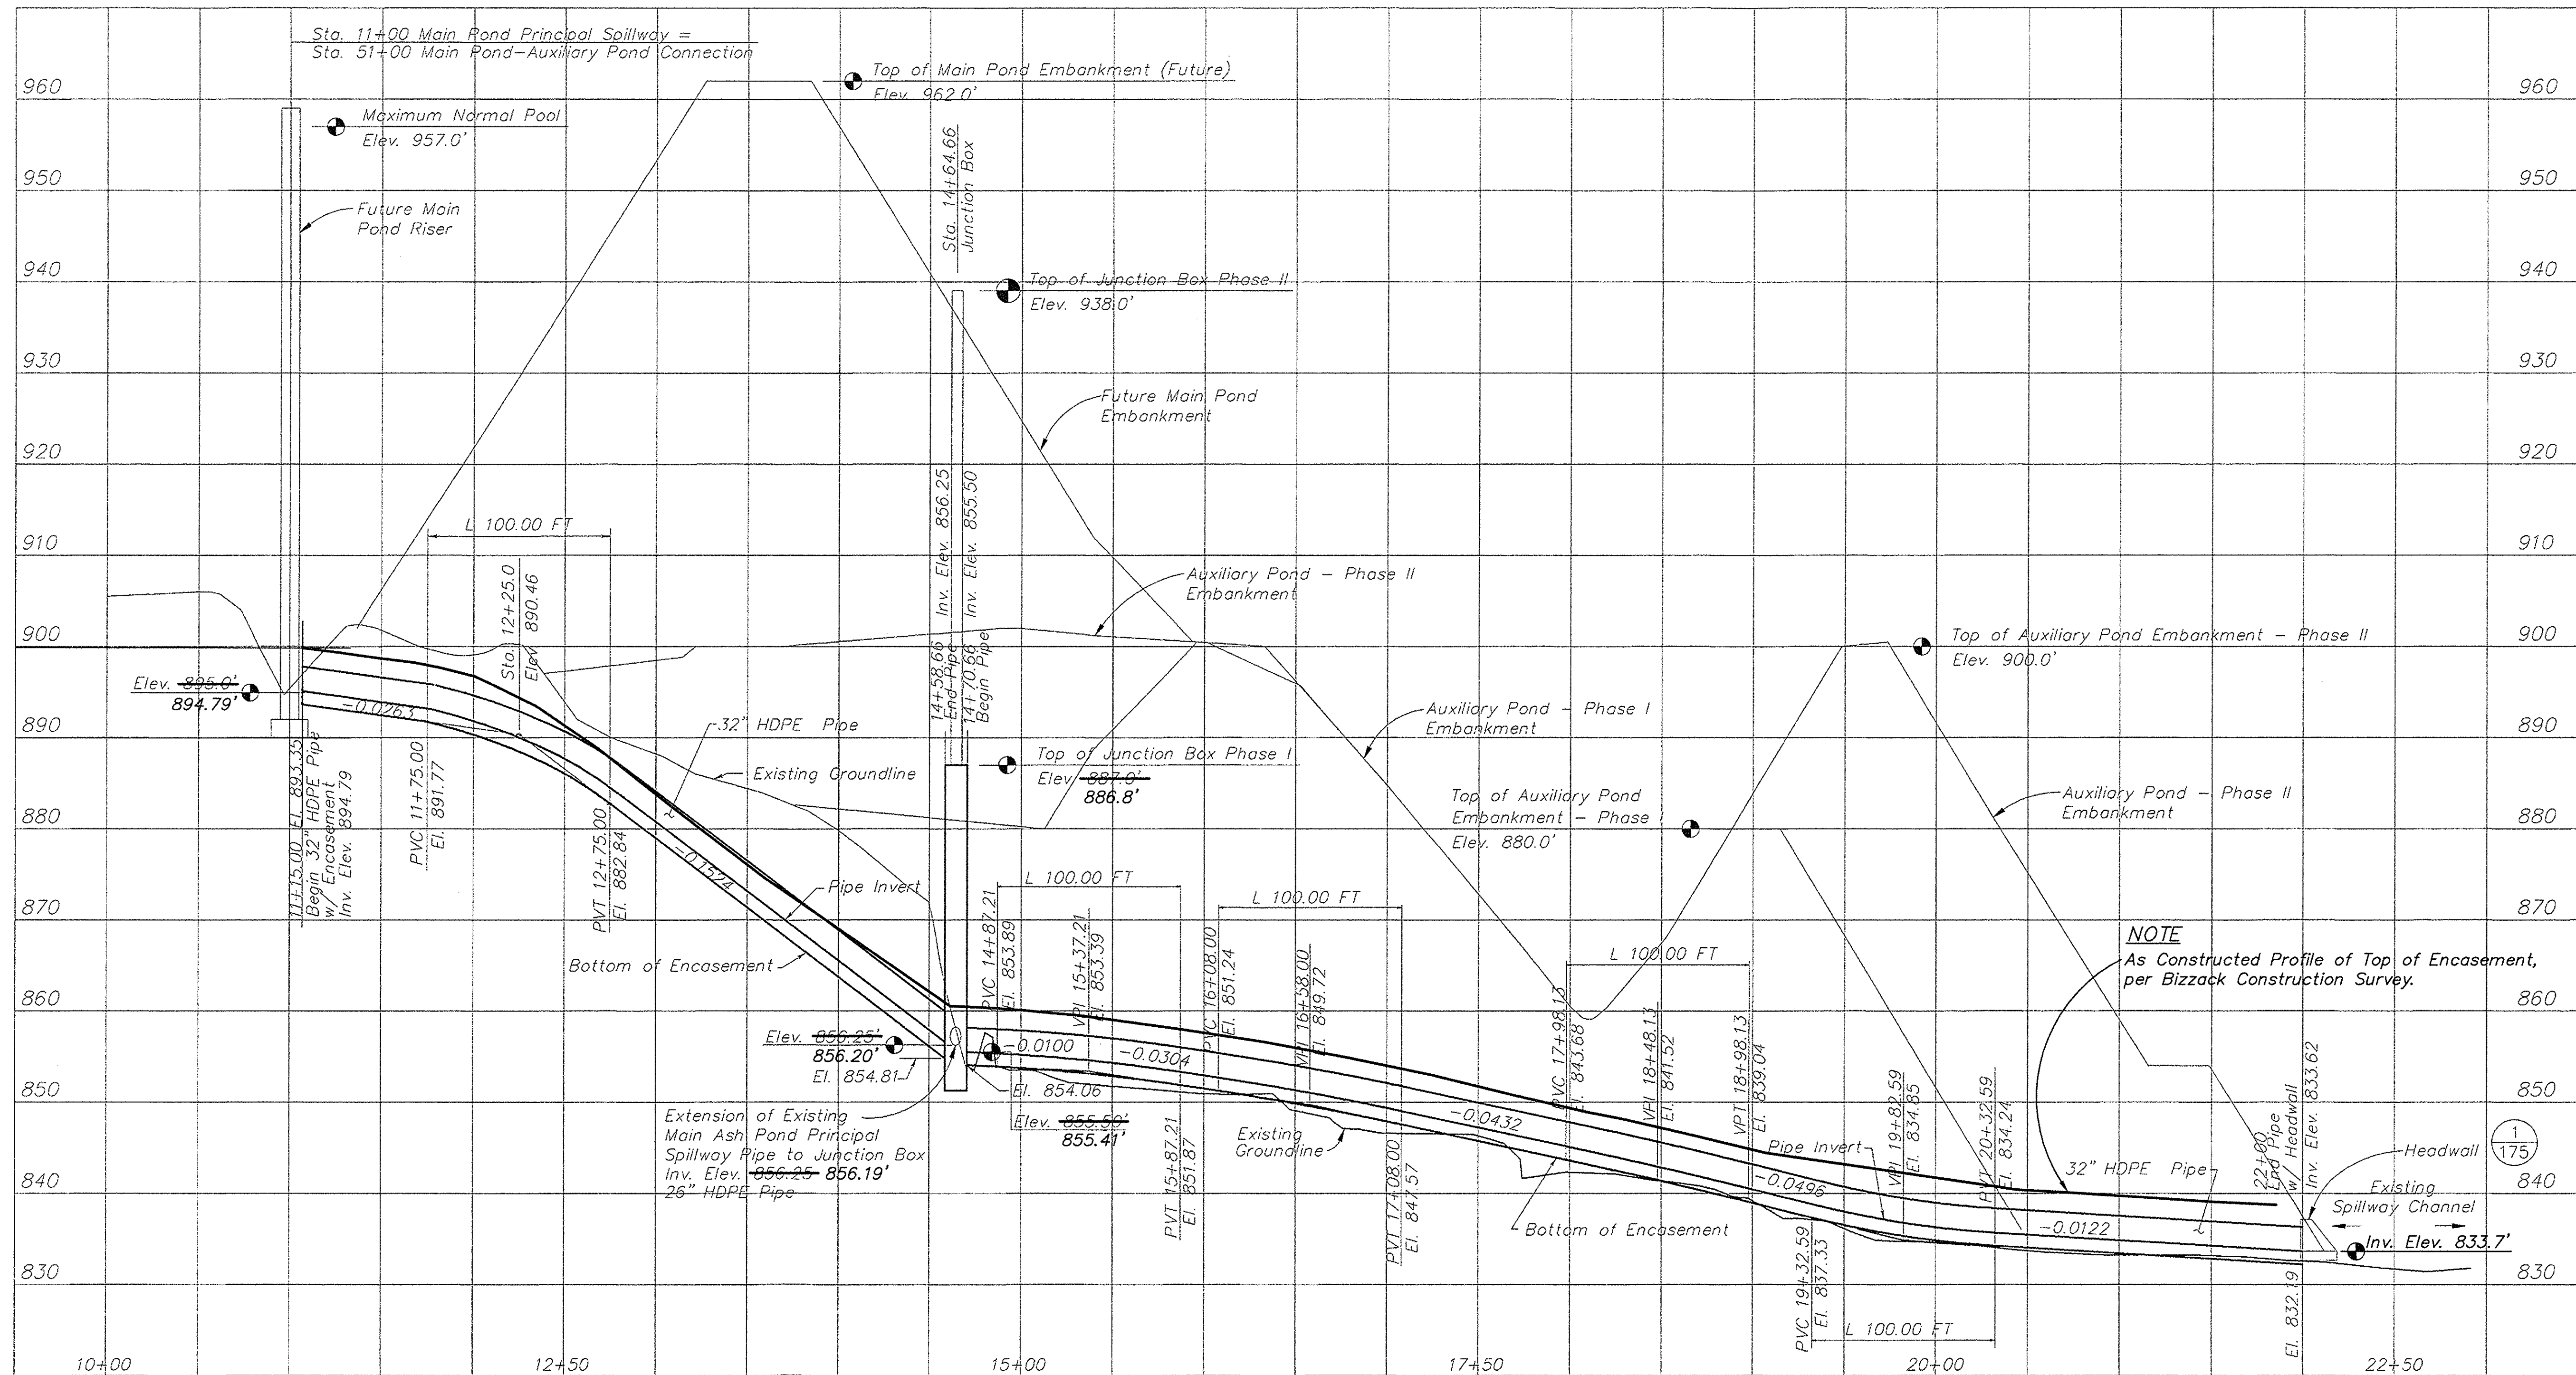 Sta. 11+00 Main Pond Principal Spillway =
Sta. 51+00 Main Pond-Auxiliary Pond Connection
Top of Main Pond Embankment (Future)
Elev. 962.0'
960
960
Maximum Normal Pool
Elev. 957.0'
Sta. 14+64.66
Junction Box
950
950
Future Main
Pond Riser
940
940
Top of Junction Box Phase II
Elev. 938.0'
930
930
Future Main Pond
Embankment
920
920
14+58.66 Inv. Elev. 856.25
End Pipe
14+70.66 Inv. Elev. 855.50
Begin Pipe
L 100.00 FT
910
910
Sta. 12+25.0
Elev. 890.46
Auxiliary Pond - Phase II
Embankment
900
900
Top of Auxiliary Pond Embankment - Phase II
Elev. 900.0'
Elev. 895.0'
894.79'
-0.0263
890
890
32" HDPE Pipe
Auxiliary Pond - Phase I
Embankment
11+15.00 El. 893.35
Begin 32" HDPE Pipe
w/ Encasement
Inv. Elev. 894.79
PVC 11+75.00
El. 891.77
Existing Groundline
Top of Junction Box Phase I
Elev. 887.0'
886.8'
Top of Auxiliary Pond
Embankment - Phase I
Elev. 880.0'
Auxiliary Pond - Phase II
Embankment
880
880
PVT 12+75.00
El. 882.84
-0.1524
Pipe Invert
L 100.00 FT
L 100.00 FT
870
870
PVC 14+87.21
El. 853.89
VPI 15+37.21
El. 853.39
PVC 16+08.00
El. 851.24
VPI 16+58.00
El. 849.72
L 100.00 FT
NOTE
As Constructed Profile of Top of Encasement,
per Bizzack Construction Survey.
Bottom of Encasement
860
860
PVC 17+98.13
El. 843.68
VPI 18+48.13
El. 841.52
VPT 18+98.13
El. 839.04
Elev. 856.25'
856.20'
El. 854.81
-0.0100
-0.0304
El. 854.06
850
850
Elev. 855.50'
855.41'
-0.0432
Extension of Existing
Main Ash Pond Principal
Spillway Pipe to Junction Box
Inv. Elev. 856.25 856.19'
26" HDPE Pipe
Existing
Groundline
PVT 15+87.21
El. 851.87
PVT 17+08.00
El. 847.57
Pipe Invert
VPI 19+82.59
El. 834.85
PVT 20+32.59
El. 834.24
22+00
End Pipe
w/ Headwall
Inv. Elev. 833.62
Headwall
1
175
32" HDPE Pipe
Existing
Spillway Channel
840
840
-0.0496
Bottom of Encasement
-0.0122
Inv. Elev. 833.7'
830
830
PVC 19+32.59
El. 837.33
L 100.00 FT
El. 832.19
10+00
12+50
15+00
17+50
20+00
22+50